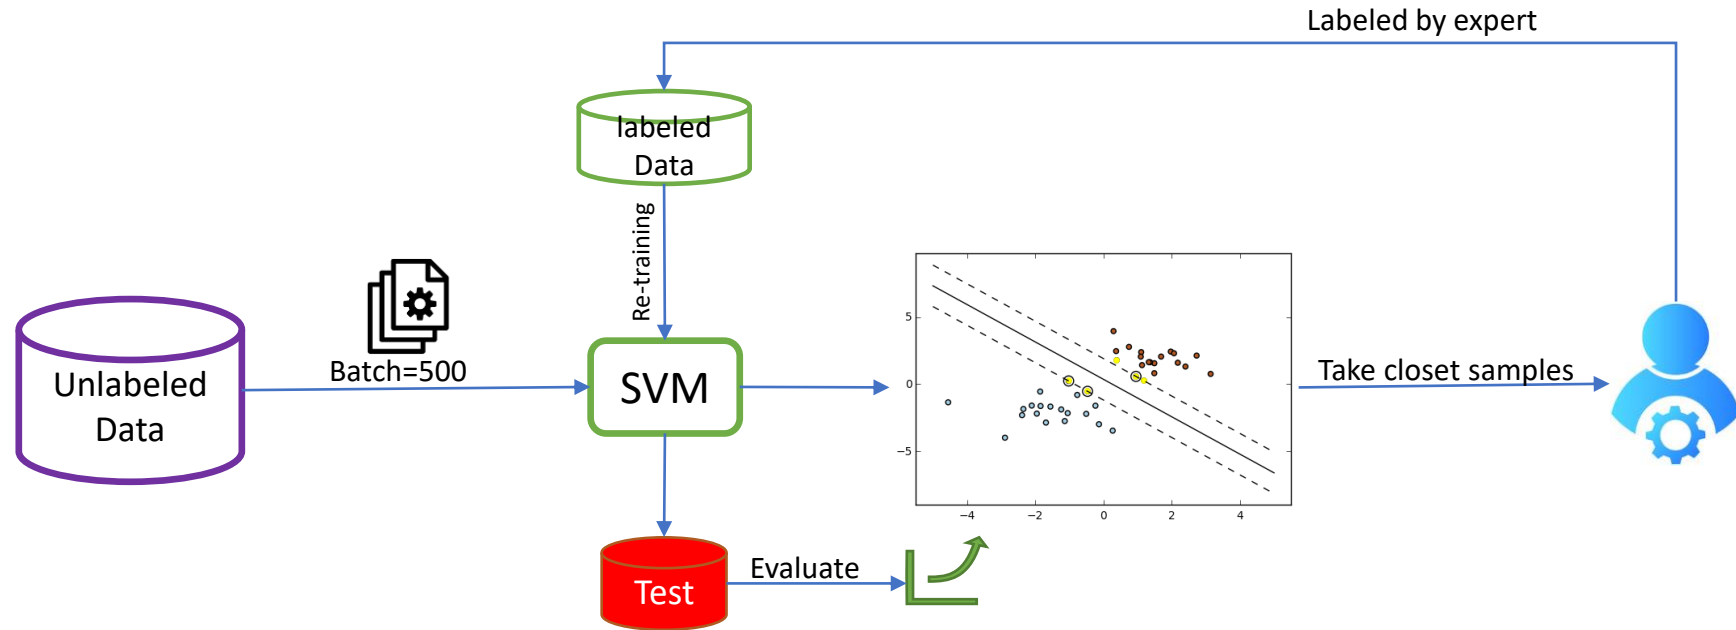 Labeled by expert
labeled
Data
Re-training
Batch=500
Unlabeled
Data
SVM
5
0
−5
−4
−2
0
2
4
Take closet samples
Test
Evaluate